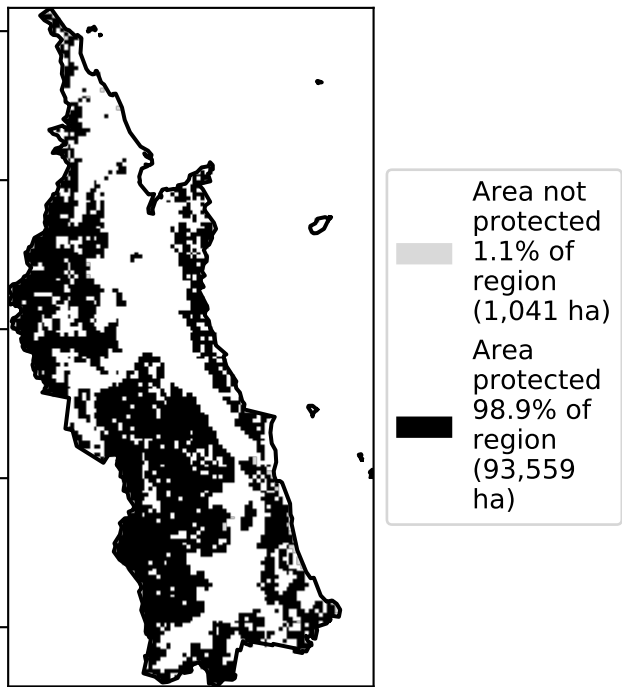 Area not
protected
1.1% of
region
(1,041 ha)
Area
protected
98.9% of
region
(93,559
ha)